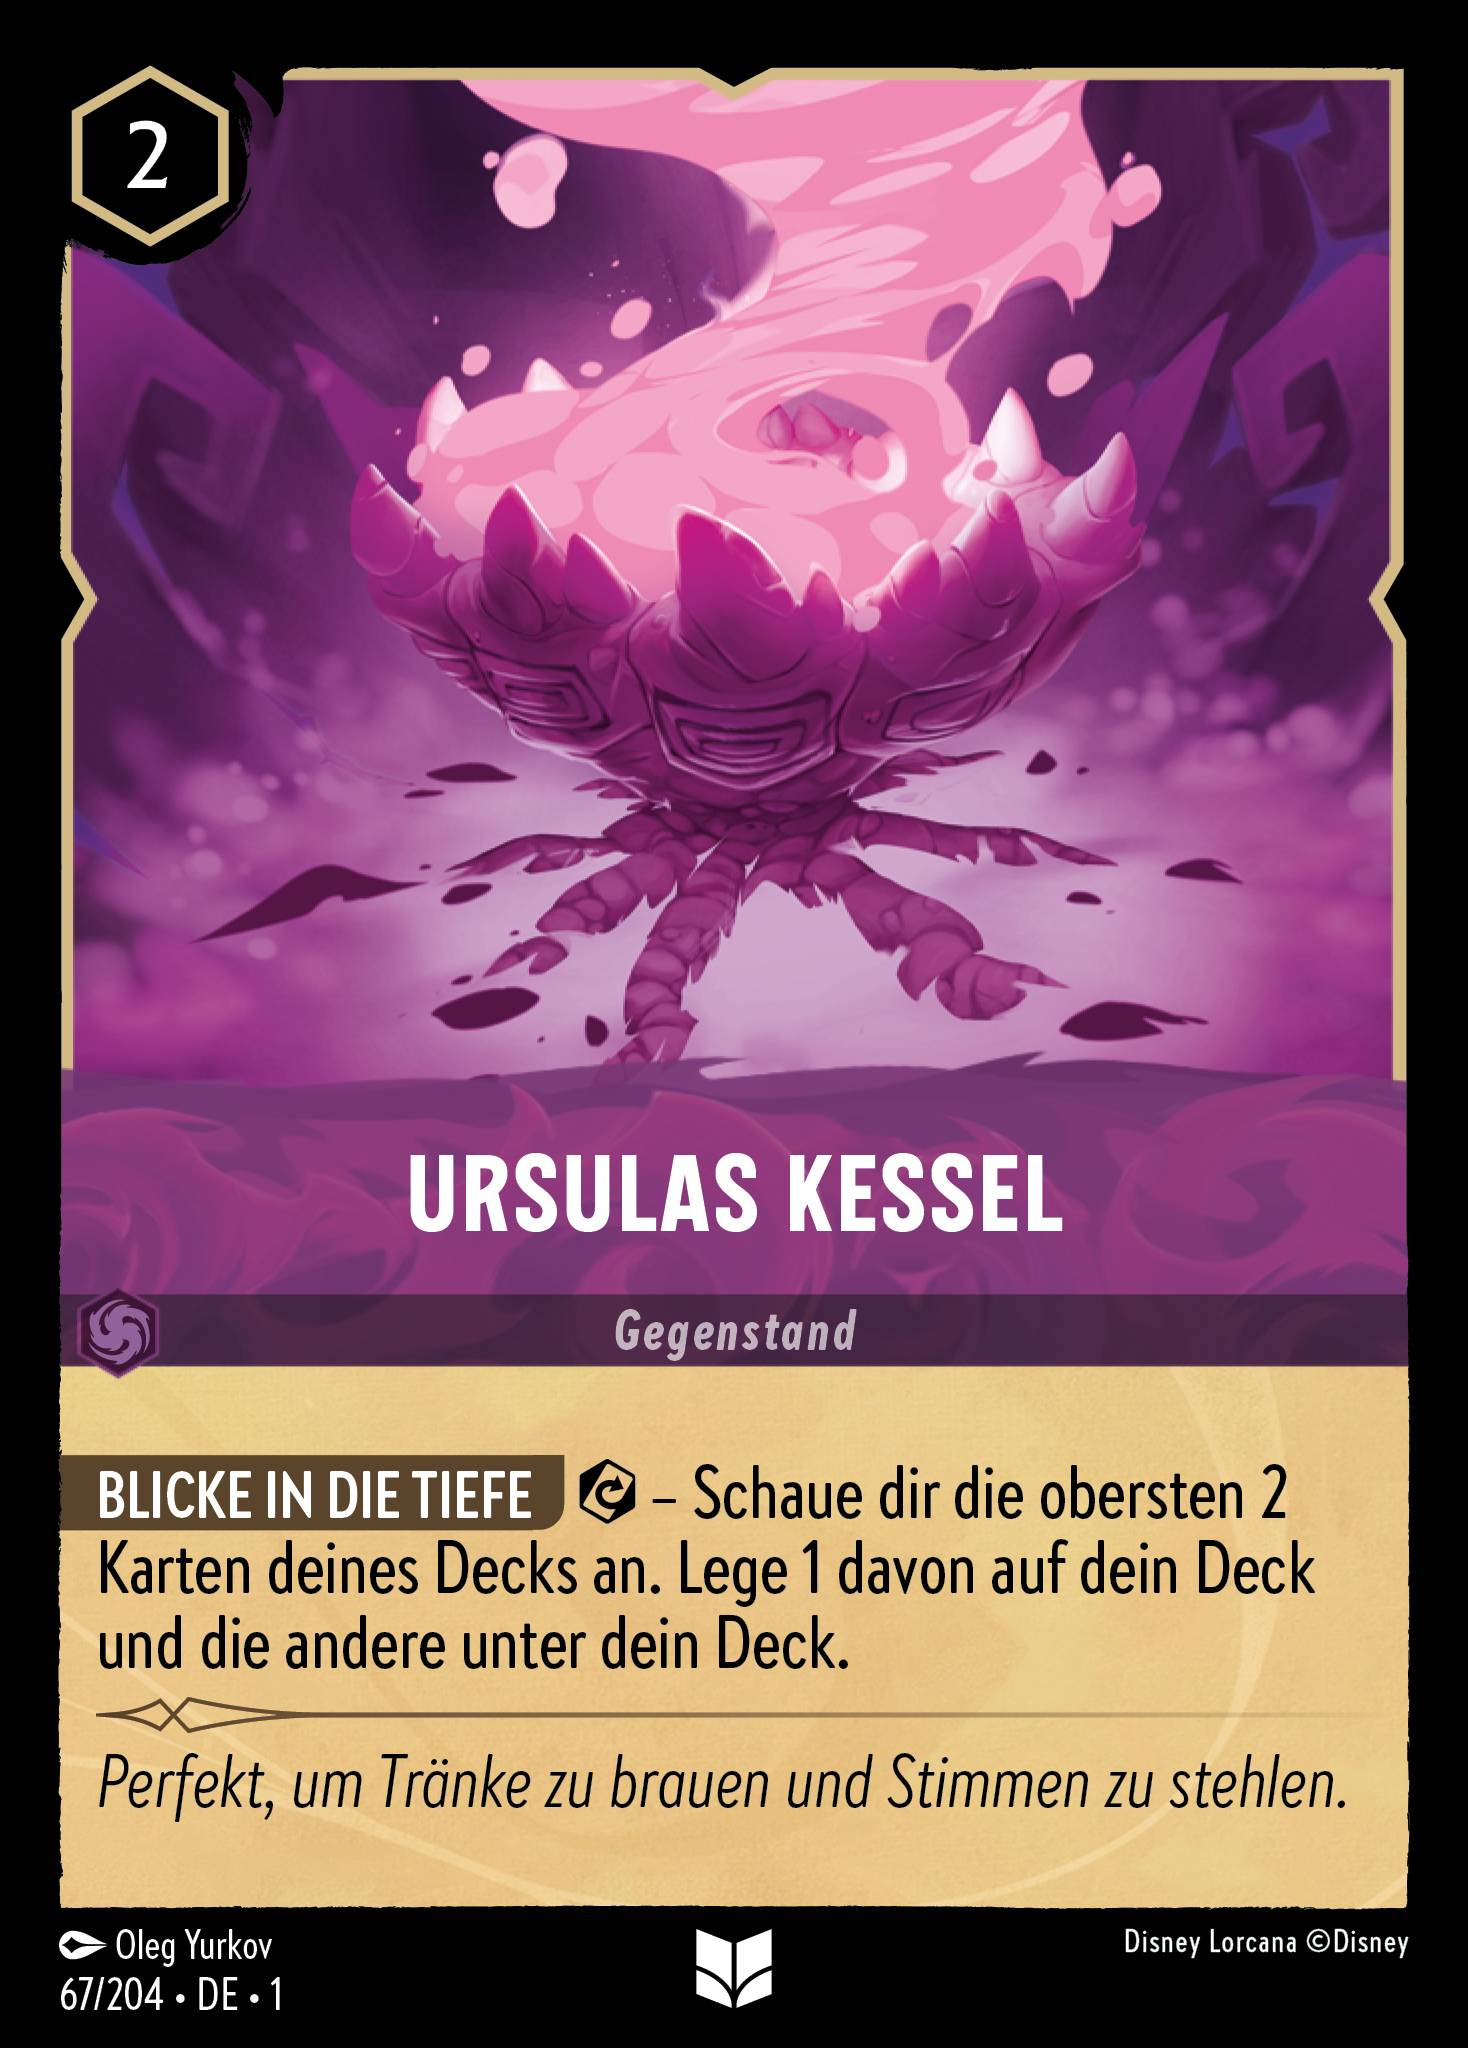 2
URSULAS KESSEL
Gegenstand
BLICKE IN DIE TIEFE – Schaue dir die obersten 2
Karten deines Decks an. Lege 1 davon auf dein Deck
und die andere unter dein Deck.
Perfekt, um Tränke zu brauen und Stimmen zu stehlen.
Oleg Yurkov
Disney Lorcana ©Disney
67/204 • DE • 1